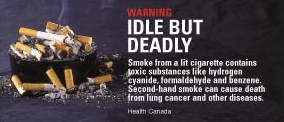 WARNING
IDLE BUT
DEADLY
Smoke from a lit cigarette contains
toxic substances like hydrogen
cyanide, formaldehyde and benzene.
Second-hand smoke can cause death
from lung cancer and other diseases.
Health Canada